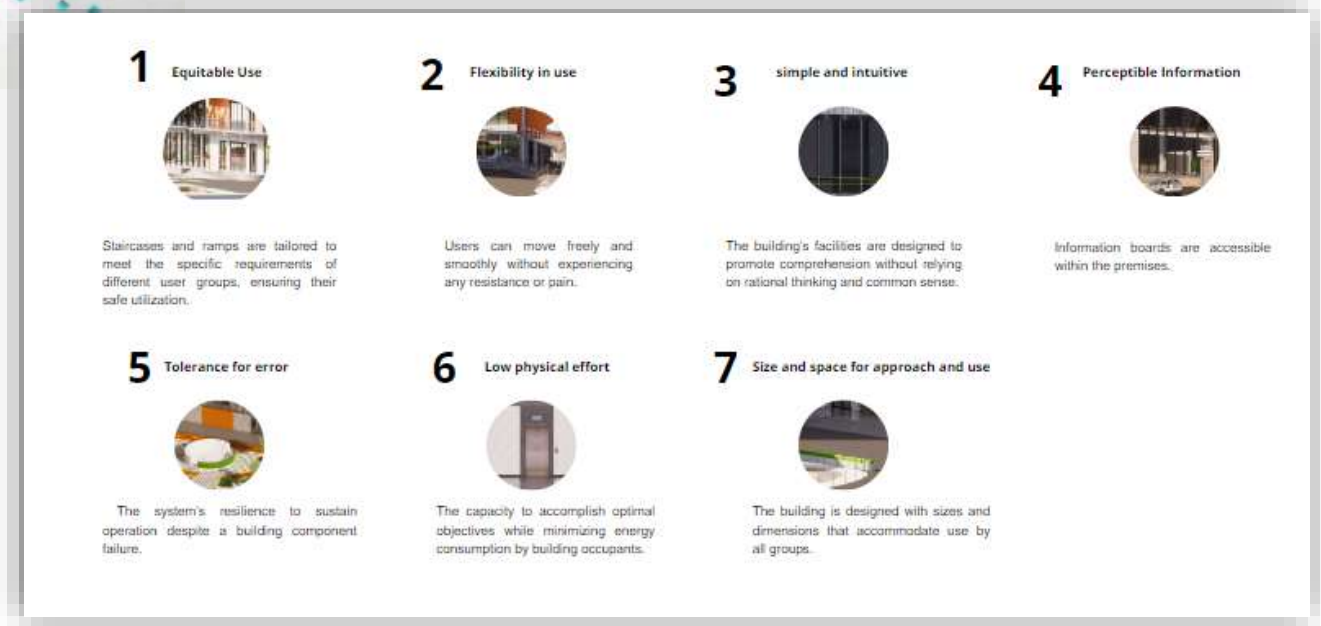 1 Equitable Use
Staircases and ramps are tailored to
meet the specific requirements of
different user groups, ensuring their
safe utilization.
2 Flexibility in use
Users can move freely and
smoothly without experiencing
any resistance or pain.
3 simple and intuitive
The building's facilities are designed to
promote comprehension without relying
on rational thinking and common sense.
4 Perceptible Information
Information boards are accessible
within the premises.
5 Tolerance for error
The system's resilience to sustain
operation despite a building component
failure.
6 Low physical effort
The capacity to accomplish optimal
objectives while minimizing energy
consumption by building occupants.
7 Size and space for approach and use
The building is designed with sizes and
dimensions that accommodate use by
all groups.